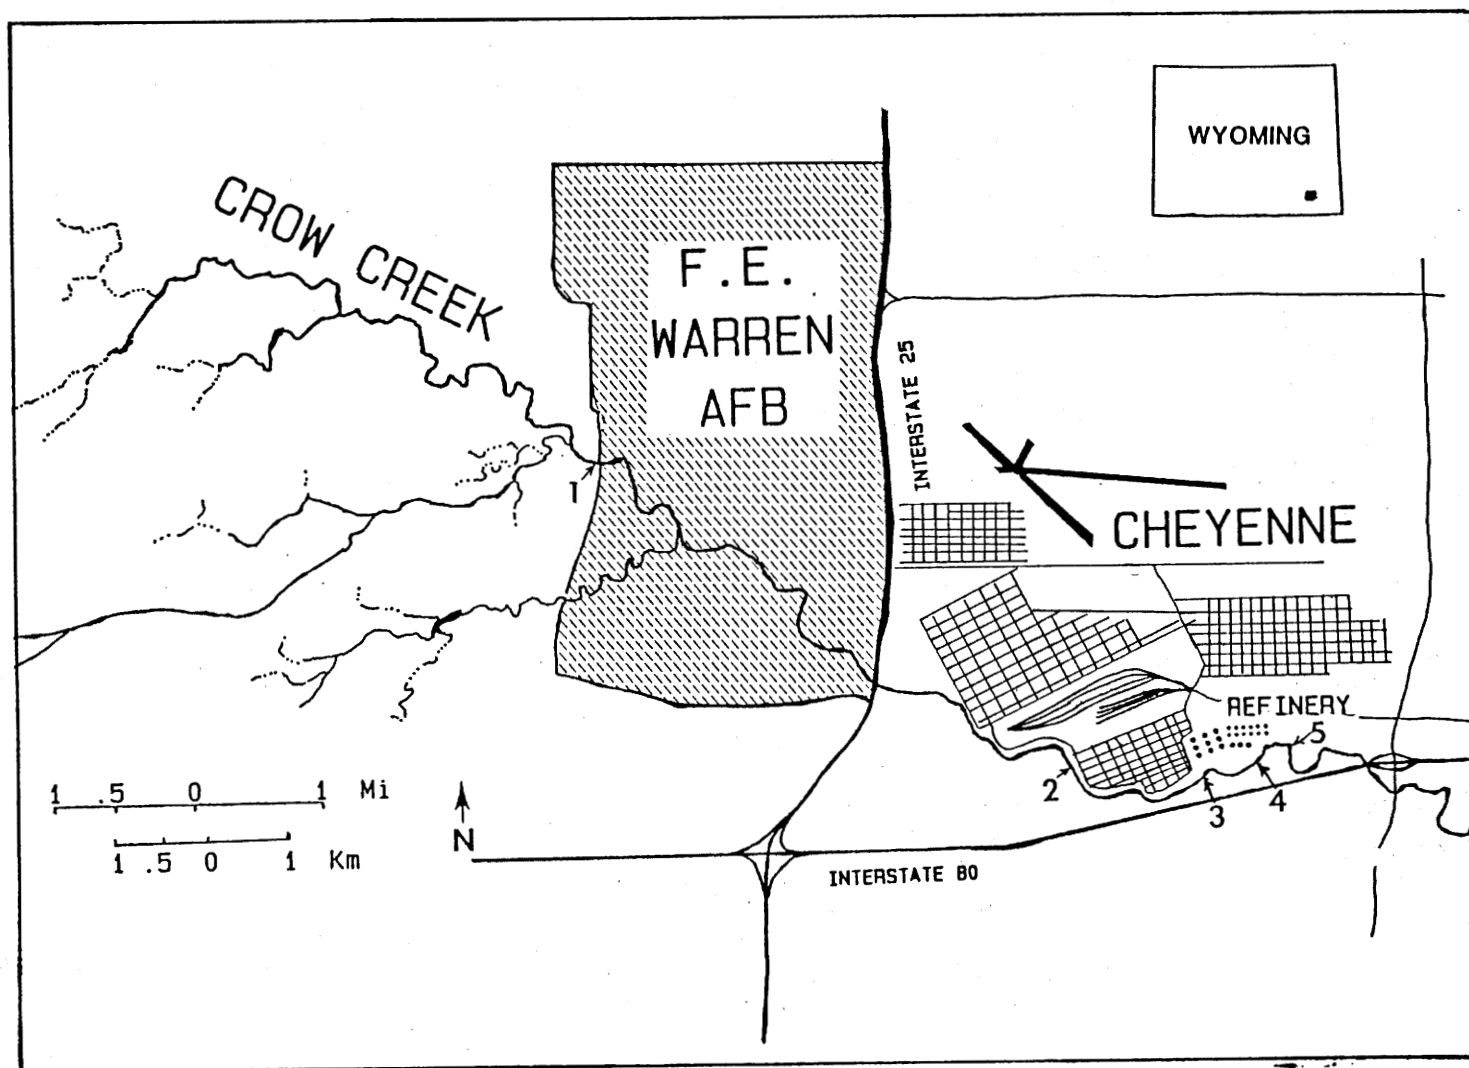 WYOMING
CROW CREEK
F.E.
WARREN
AFB
INTERSTATE 25
CHEYENNE
1
REFINERY
5
2
4
3
1 .5 0 1 Mi
1 .5 0 1 Km
N
INTERSTATE 80